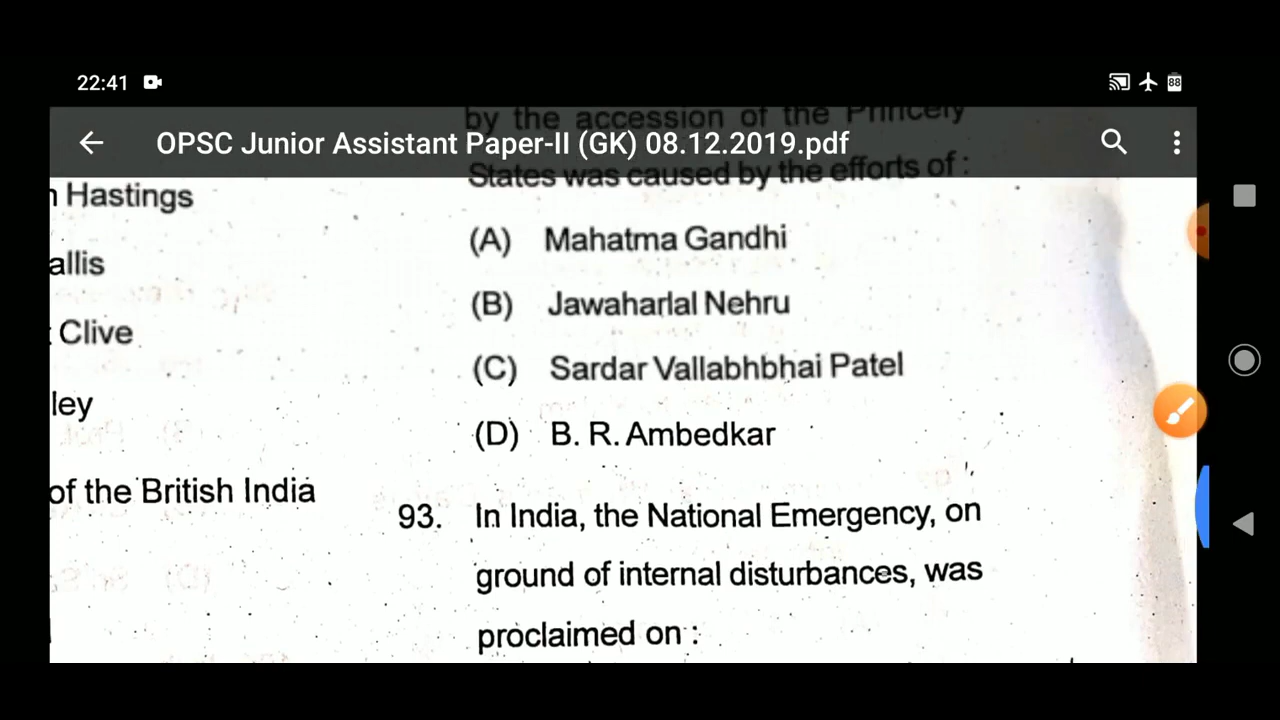 22:41
88
OPSC Junior Assistant Paper-II (GK) 08.12.2019.pdf
by the accession of the Princely
States was caused by the efforts of :
Hastings
allis
Clive
ley
of the British India
(A) Mahatma Gandhi
(B) Jawaharlal Nehru
(C) Sardar Vallabhbhai Patel
(D) B. R. Ambedkar
93. In India, the National Emergency, on
ground of internal disturbances, was
proclaimed on :